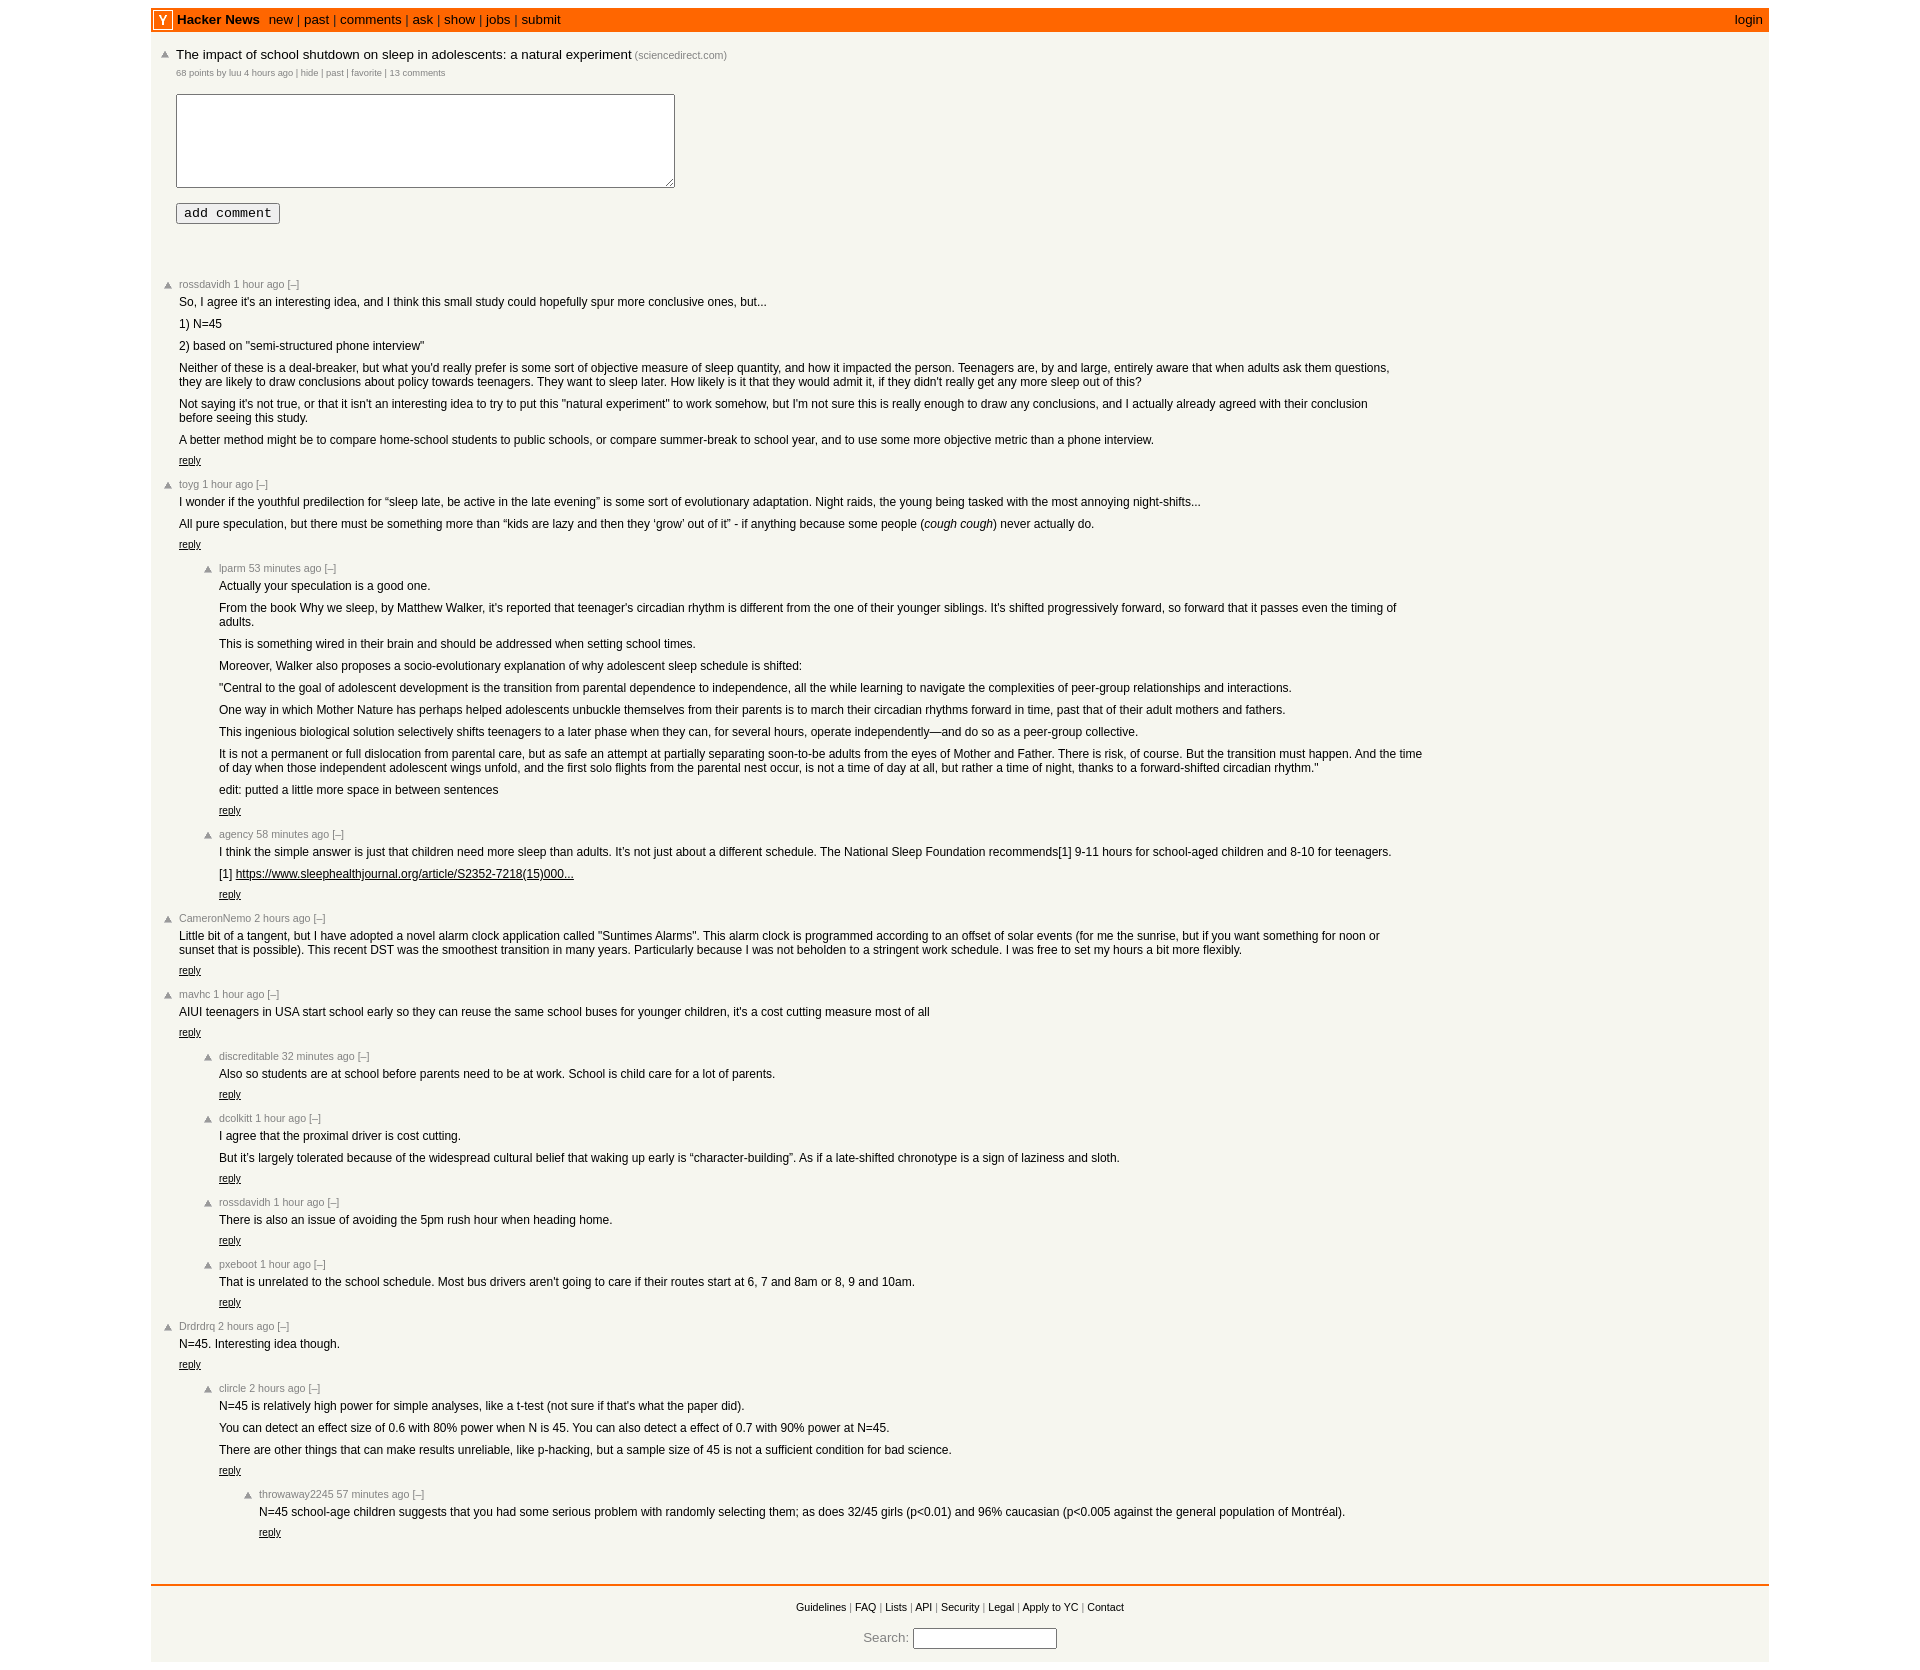 Y Hacker News new | past | comments | ask | show | jobs | submit login
The impact of school shutdown on sleep in adolescents: a natural experiment (sciencedirect.com)
68 points by luu 4 hours ago | hide | past | favorite | 13 comments
add comment
rossdavidh 1 hour ago [–]
So, I agree it's an interesting idea, and I think this small study could hopefully spur more conclusive ones, but...
1) N=45
2) based on "semi-structured phone interview"
Neither of these is a deal-breaker, but what you'd really prefer is some sort of objective measure of sleep quantity, and how it impacted the person. Teenagers are, by and large, entirely aware that when adults ask them questions,
they are likely to draw conclusions about policy towards teenagers. They want to sleep later. How likely is it that they would admit it, if they didn't really get any more sleep out of this?
Not saying it's not true, or that it isn't an interesting idea to try to put this "natural experiment" to work somehow, but I'm not sure this is really enough to draw any conclusions, and I actually already agreed with their conclusion
before seeing this study.
A better method might be to compare home-school students to public schools, or compare summer-break to school year, and to use some more objective metric than a phone interview.
reply
toyg 1 hour ago [–]
I wonder if the youthful predilection for “sleep late, be active in the late evening” is some sort of evolutionary adaptation. Night raids, the young being tasked with the most annoying night-shifts...
All pure speculation, but there must be something more than “kids are lazy and then they ‘grow’ out of it” - if anything because some people (cough cough) never actually do.
reply
lparm 53 minutes ago [–]
Actually your speculation is a good one.
From the book Why we sleep, by Matthew Walker, it's reported that teenager's circadian rhythm is different from the one of their younger siblings. It's shifted progressively forward, so forward that it passes even the timing of
adults.
This is something wired in their brain and should be addressed when setting school times.
Moreover, Walker also proposes a socio-evolutionary explanation of why adolescent sleep schedule is shifted:
"Central to the goal of adolescent development is the transition from parental dependence to independence, all the while learning to navigate the complexities of peer-group relationships and interactions.
One way in which Mother Nature has perhaps helped adolescents unbuckle themselves from their parents is to march their circadian rhythms forward in time, past that of their adult mothers and fathers.
This ingenious biological solution selectively shifts teenagers to a later phase when they can, for several hours, operate independently—and do so as a peer-group collective.
It is not a permanent or full dislocation from parental care, but as safe an attempt at partially separating soon-to-be adults from the eyes of Mother and Father. There is risk, of course. But the transition must happen. And the time
of day when those independent adolescent wings unfold, and the first solo flights from the parental nest occur, is not a time of day at all, but rather a time of night, thanks to a forward-shifted circadian rhythm."
edit: putted a little more space in between sentences
reply
agency 58 minutes ago [–]
I think the simple answer is just that children need more sleep than adults. It’s not just about a different schedule. The National Sleep Foundation recommends[1] 9-11 hours for school-aged children and 8-10 for teenagers.
[1] https://www.sleephealthjournal.org/article/S2352-7218(15)000...
reply
CameronNemo 2 hours ago [–]
Little bit of a tangent, but I have adopted a novel alarm clock application called "Suntimes Alarms". This alarm clock is programmed according to an offset of solar events (for me the sunrise, but if you want something for noon or
sunset that is possible). This recent DST was the smoothest transition in many years. Particularly because I was not beholden to a stringent work schedule. I was free to set my hours a bit more flexibly.
reply
mavhc 1 hour ago [–]
AIUI teenagers in USA start school early so they can reuse the same school buses for younger children, it's a cost cutting measure most of all
reply
discreditable 32 minutes ago [–]
Also so students are at school before parents need to be at work. School is child care for a lot of parents.
reply
dcolkitt 1 hour ago [–]
I agree that the proximal driver is cost cutting.
But it’s largely tolerated because of the widespread cultural belief that waking up early is “character-building”. As if a late-shifted chronotype is a sign of laziness and sloth.
reply
rossdavidh 1 hour ago [–]
There is also an issue of avoiding the 5pm rush hour when heading home.
reply
pxeboot 1 hour ago [–]
That is unrelated to the school schedule. Most bus drivers aren't going to care if their routes start at 6, 7 and 8am or 8, 9 and 10am.
reply
Drdrdrq 2 hours ago [–]
N=45. Interesting idea though.
reply
clircle 2 hours ago [–]
N=45 is relatively high power for simple analyses, like a t-test (not sure if that's what the paper did).
You can detect an effect size of 0.6 with 80% power when N is 45. You can also detect a effect of 0.7 with 90% power at N=45.
There are other things that can make results unreliable, like p-hacking, but a sample size of 45 is not a sufficient condition for bad science.
reply
throwaway2245 57 minutes ago [–]
N=45 school-age children suggests that you had some serious problem with randomly selecting them; as does 32/45 girls (p<0.01) and 96% caucasian (p<0.005 against the general population of Montréal).
reply
Guidelines | FAQ | Lists | API | Security | Legal | Apply to YC | Contact
Search: